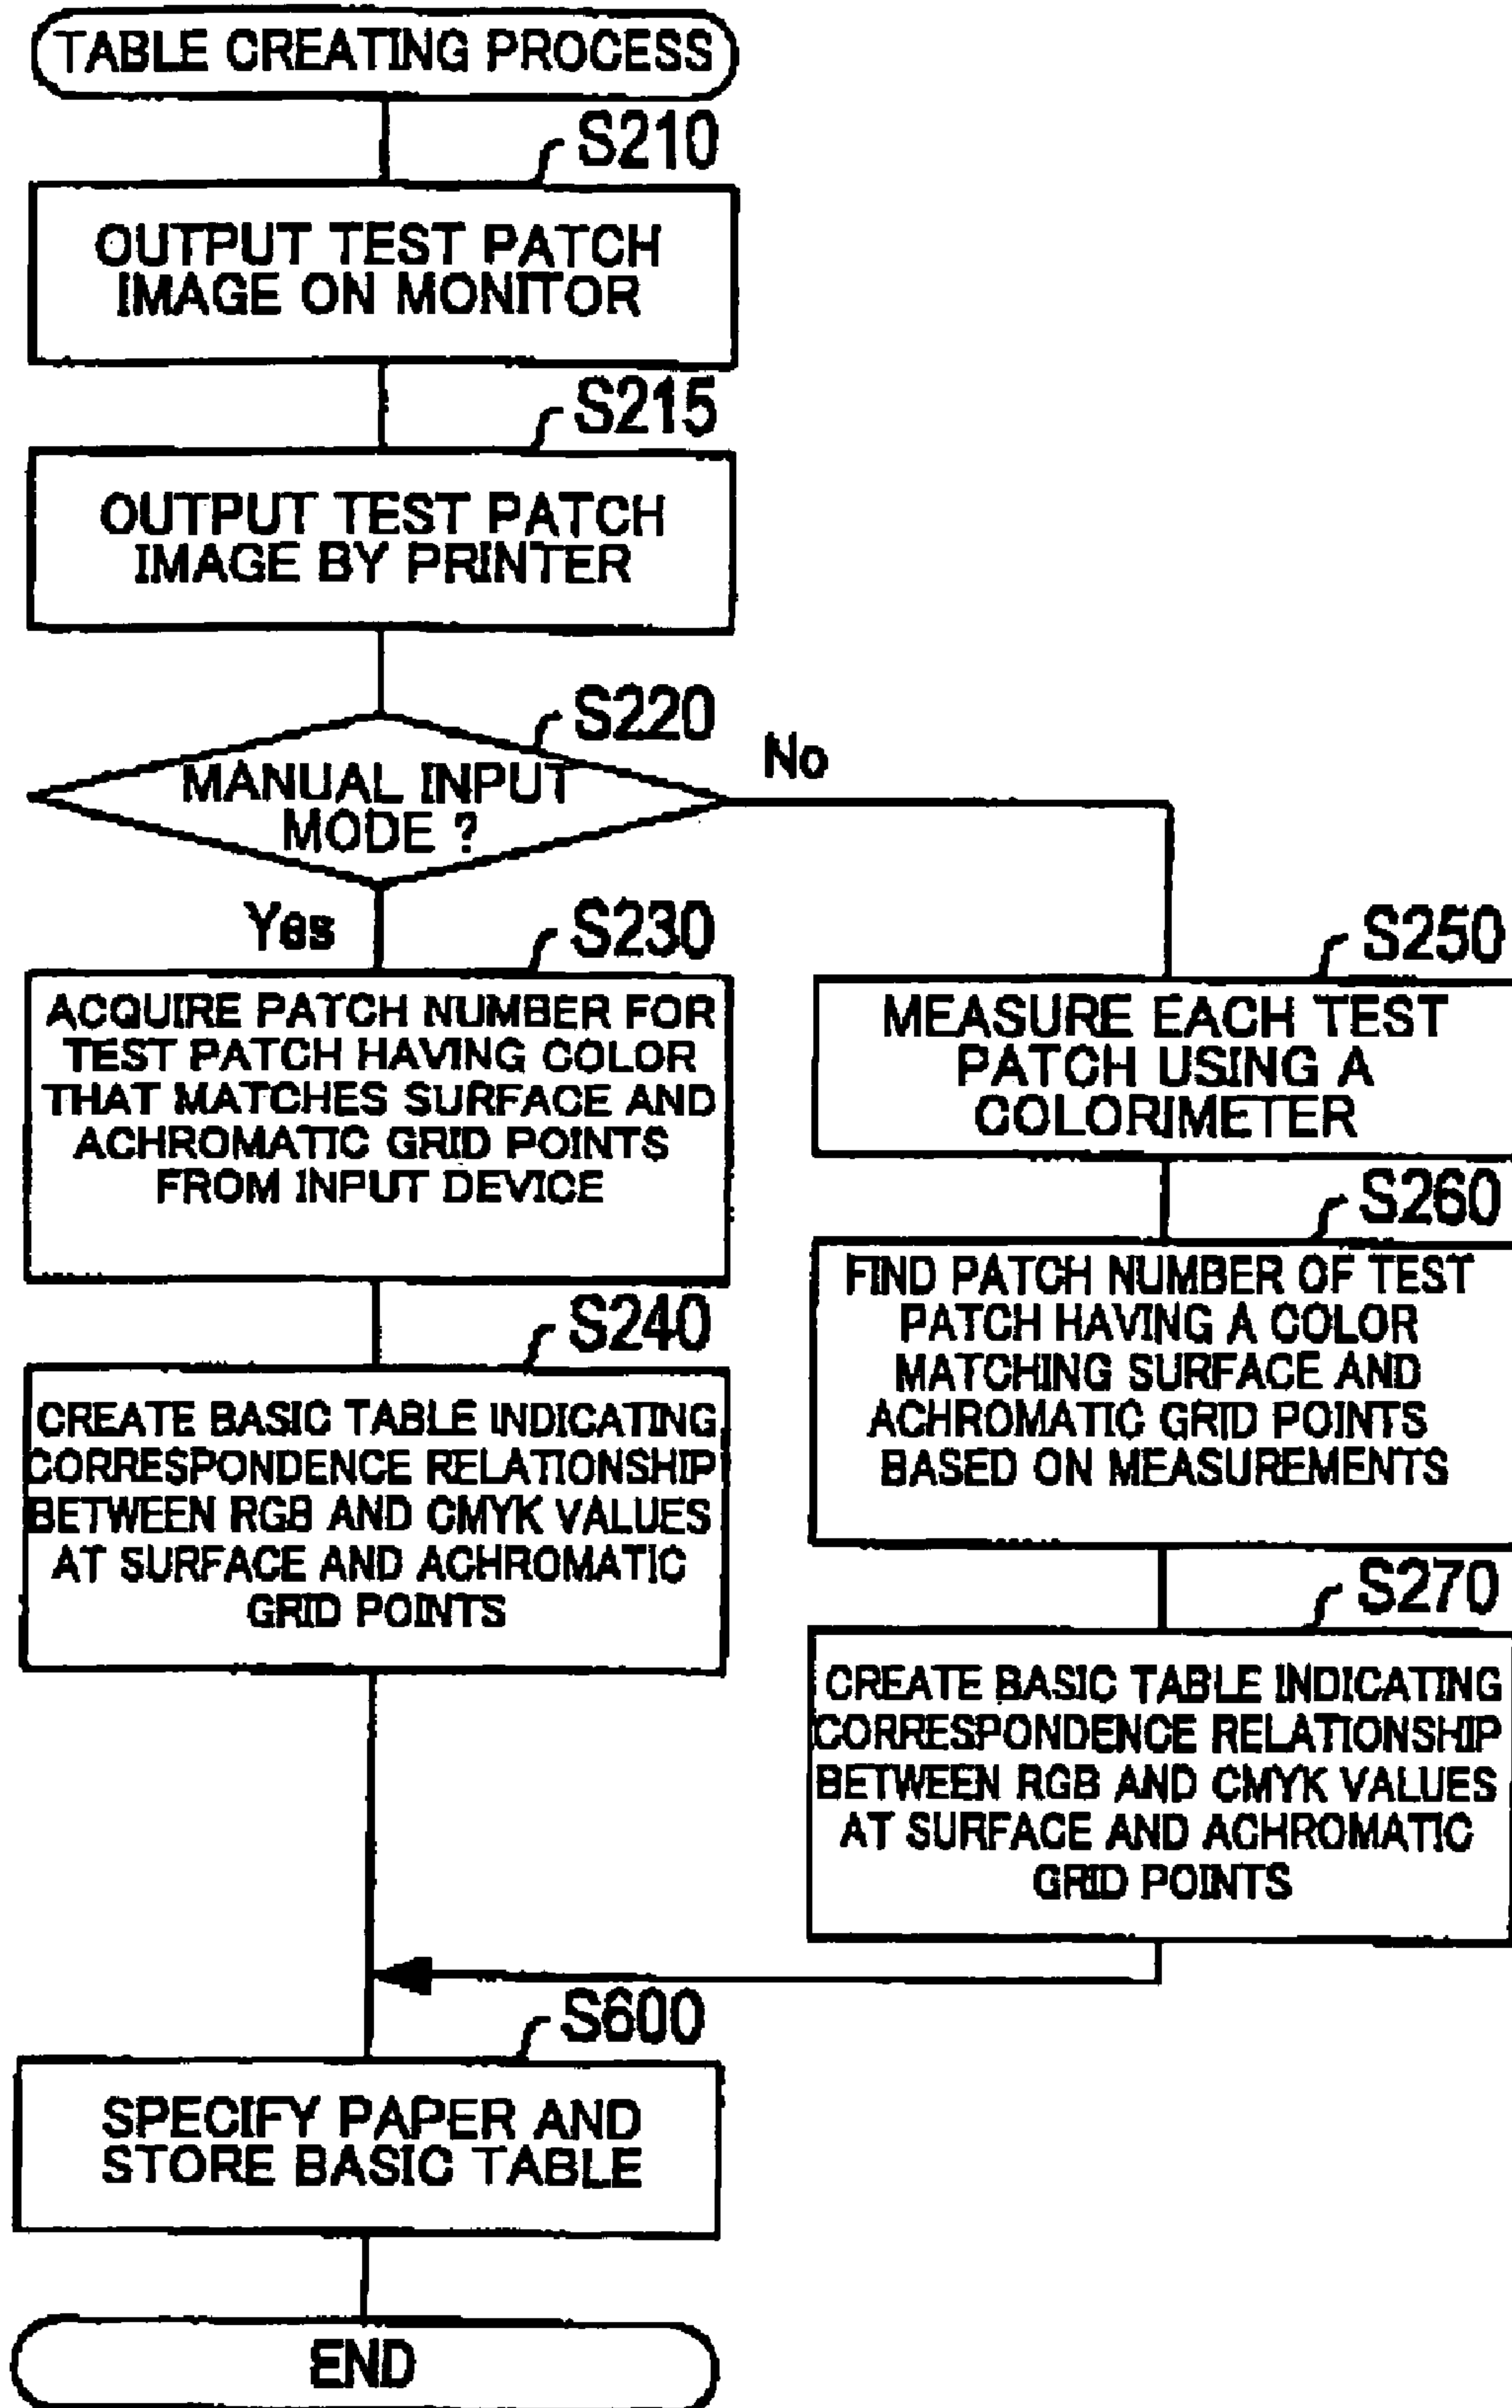 TABLE CREATING PROCESS
S210
OUTPUT TEST PATCH
IMAGE ON MONITOR
S215
OUTPUT TEST PATCH
IMAGE BY PRINTER
S220
MANUAL INPUT
MODE ?
No
Yes
S230
ACQUIRE PATCH NUMBER FOR
TEST PATCH HAVING COLOR
THAT MATCHES SURFACE AND
ACHROMATIC GRID POINTS
FROM INPUT DEVICE
S240
CREATE BASIC TABLE INDICATING
CORRESPONDENCE RELATIONSHIP
BETWEEN RGB AND CMYK VALUES
AT SURFACE AND ACHROMATIC
GRID POINTS
S250
MEASURE EACH TEST
PATCH USING A
COLORIMETER
S260
FIND PATCH NUMBER OF TEST
PATCH HAVING A COLOR
MATCHING SURFACE AND
ACHROMATIC GRID POINTS
BASED ON MEASUREMENTS
S270
CREATE BASIC TABLE INDICATING
CORRESPONDENCE RELATIONSHIP
BETWEEN RGB AND CMYK VALUES
AT SURFACE AND ACHROMATIC
GRID POINTS
S600
SPECIFY PAPER AND
STORE BASIC TABLE
END